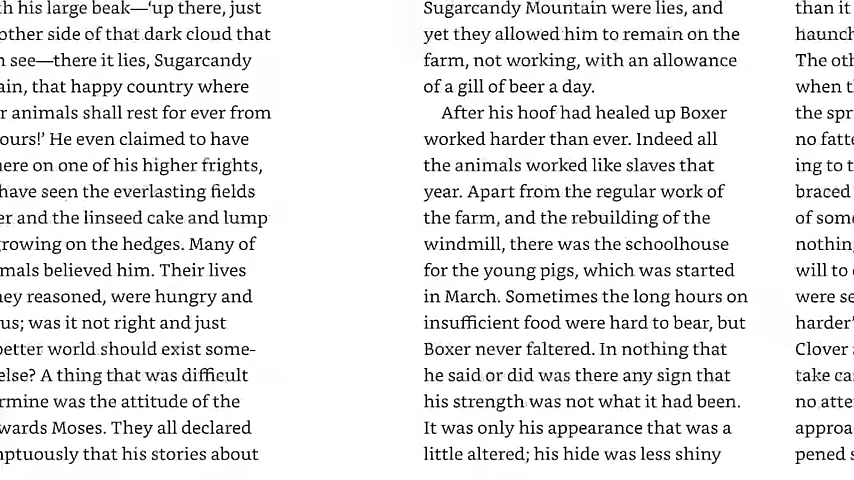 h his large beak—‘up there, just
other side of that dark cloud that
n see—there it lies, Sugarcandy
ain, that happy country where
r animals shall rest for ever from
ours!’ He even claimed to have
here on one of his higher frights,
have seen the everlasting fields
er and the linseed cake and lump
growing on the hedges. Many of
mals believed him. Their lives
hey reasoned, were hungry and
us; was it not right and just
better world should exist some-
else? A thing that was difficult
rmine was the attitude of the
wards Moses. They all declared
mptuously that his stories about
Sugarcandy Mountain were lies, and
yet they allowed him to remain on the
farm, not working, with an allowance
of a gill of beer a day.
After his hoof had healed up Boxer
worked harder than ever. Indeed all
the animals worked like slaves that
year. Apart from the regular work of
the farm, and the rebuilding of the
windmill, there was the schoolhouse
for the young pigs, which was started
in March. Sometimes the long hours on
insufficient food were hard to bear, but
Boxer never faltered. In nothing that
he said or did was there any sign that
his strength was not what it had been.
It was only his appearance that was a
little altered; his hide was less shiny
than it
haunch
The oth
when t
the spr
no fatte
ing to t
braced
of some
nothin
will to
were se
harder’
Clover
take ca
no atte
approa
pened s